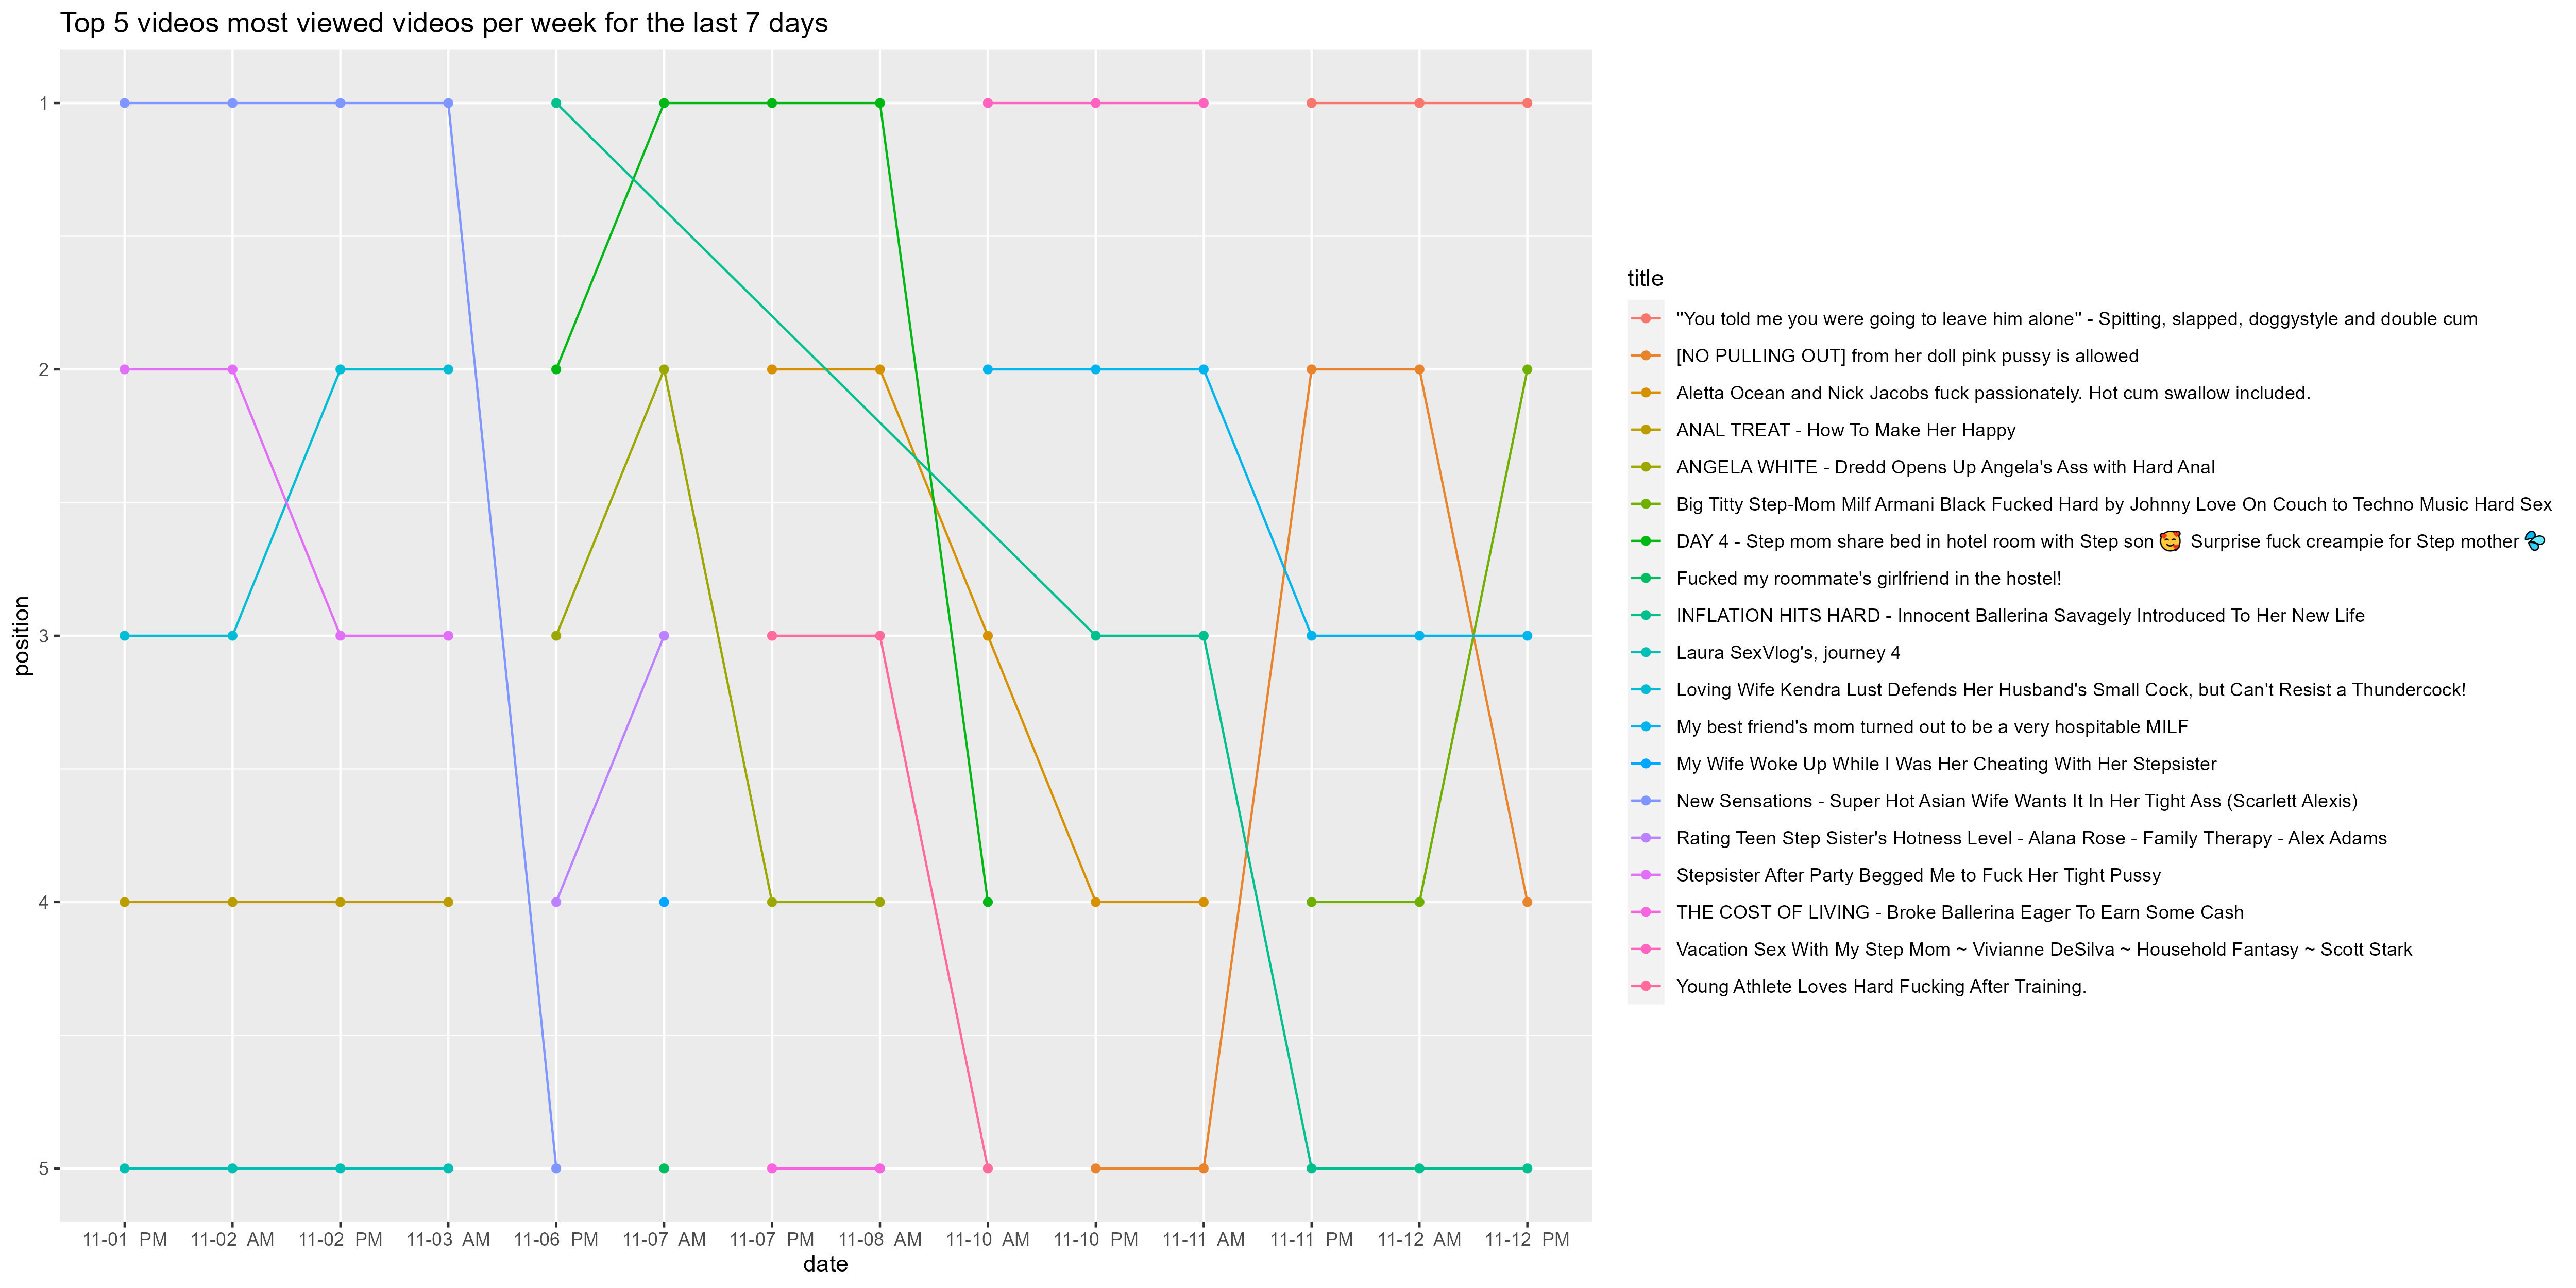 Top 5 videos most viewed videos per week for the last 7 days
position
1
2
3
4
5
11-01 PM
11-02 AM
11-02 PM
11-03 AM
11-06 PM
11-07 AM
11-07 PM
11-08 AM
11-10 AM
11-10 PM
11-11 AM
11-11 PM
11-12 AM
11-12 PM
date
title
"You told me you were going to leave him alone" - Spitting, slapped, doggystyle and double cum
[NO PULLING OUT] from her doll pink pussy is allowed
Aletta Ocean and Nick Jacobs fuck passionately. Hot cum swallow included.
ANAL TREAT - How To Make Her Happy
ANGELA WHITE - Dredd Opens Up Angela's Ass with Hard Anal
Big Titty Step-Mom Milf Armani Black Fucked Hard by Johnny Love On Couch to Techno Music Hard Sex
DAY 4 - Step mom share bed in hotel room with Step son 🥰 Surprise fuck creampie for Step mother 💦
Fucked my roommate's girlfriend in the hostel!
INFLATION HITS HARD - Innocent Ballerina Savagely Introduced To Her New Life
Laura SexVlog's, journey 4
Loving Wife Kendra Lust Defends Her Husband's Small Cock, but Can't Resist a Thundercock!
My best friend's mom turned out to be a very hospitable MILF
My Wife Woke Up While I Was Her Cheating With Her Stepsister
New Sensations - Super Hot Asian Wife Wants It In Her Tight Ass (Scarlett Alexis)
Rating Teen Step Sister's Hotness Level - Alana Rose - Family Therapy - Alex Adams
Stepsister After Party Begged Me to Fuck Her Tight Pussy
THE COST OF LIVING - Broke Ballerina Eager To Earn Some Cash
Vacation Sex With My Step Mom ~ Vivianne DeSilva ~ Household Fantasy ~ Scott Stark
Young Athlete Loves Hard Fucking After Training.